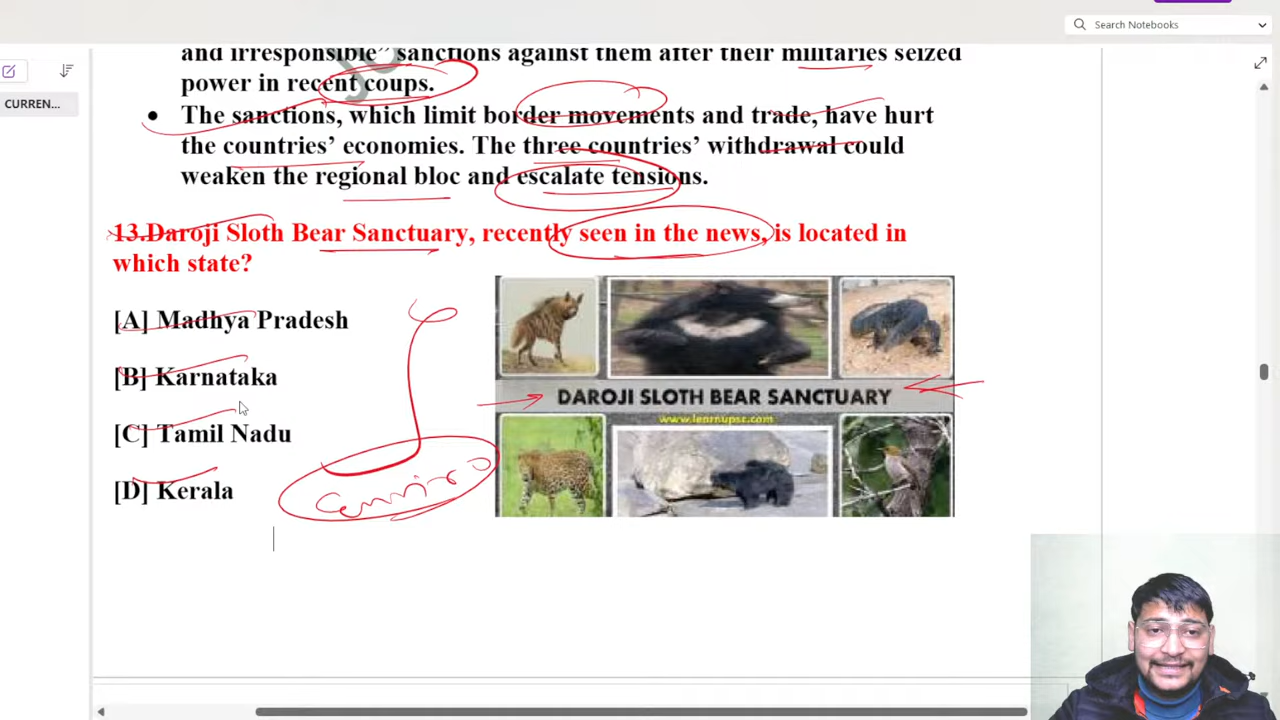 Search Notebooks
CURREN...
and irresponsible" sanctions against them after their militaries seized
power in recent coups.
• The sanctions, which limit border movements and trade, have hurt
the countries' economies. The three countries' withdrawal could
weaken the regional bloc and escalate tensions.
13.Daroji Sloth Bear Sanctuary, recently seen in the news, is located in
which state?
[A] Madhya Pradesh
[B] Karnataka
[C] Tamil Nadu
[D] Kerala
DAROJI SLOTH BEAR SANCTUARY
www.learnupsc.com